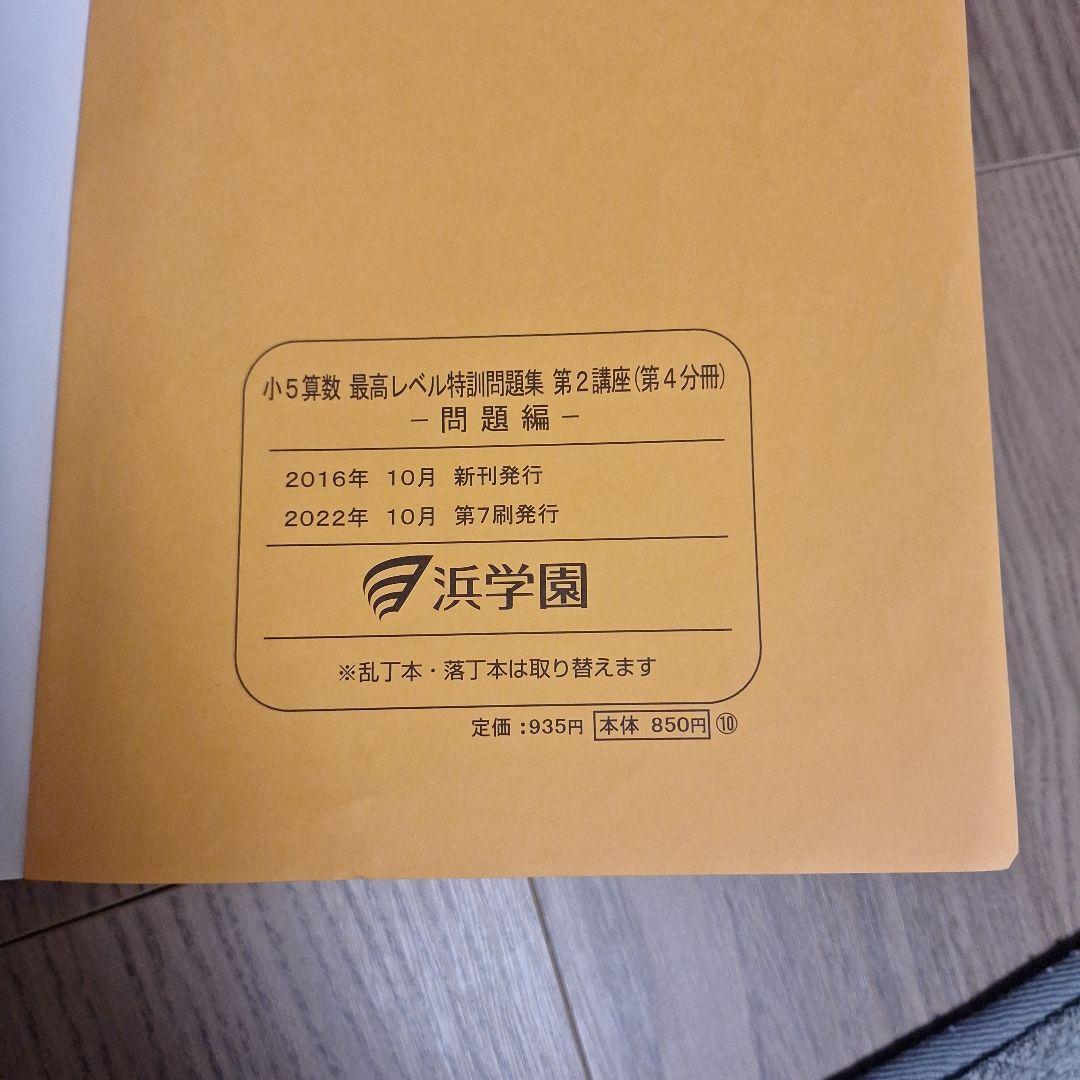 小5算数 最高レベル特訓問題集 第2講座(第4分冊)
－問題編－
2016年 10月 新刊発行
2022年 10月 第7刷発行
浜学園
※乱丁本・落丁本は取り替えます
定価:935円 本体 850円 ⑩